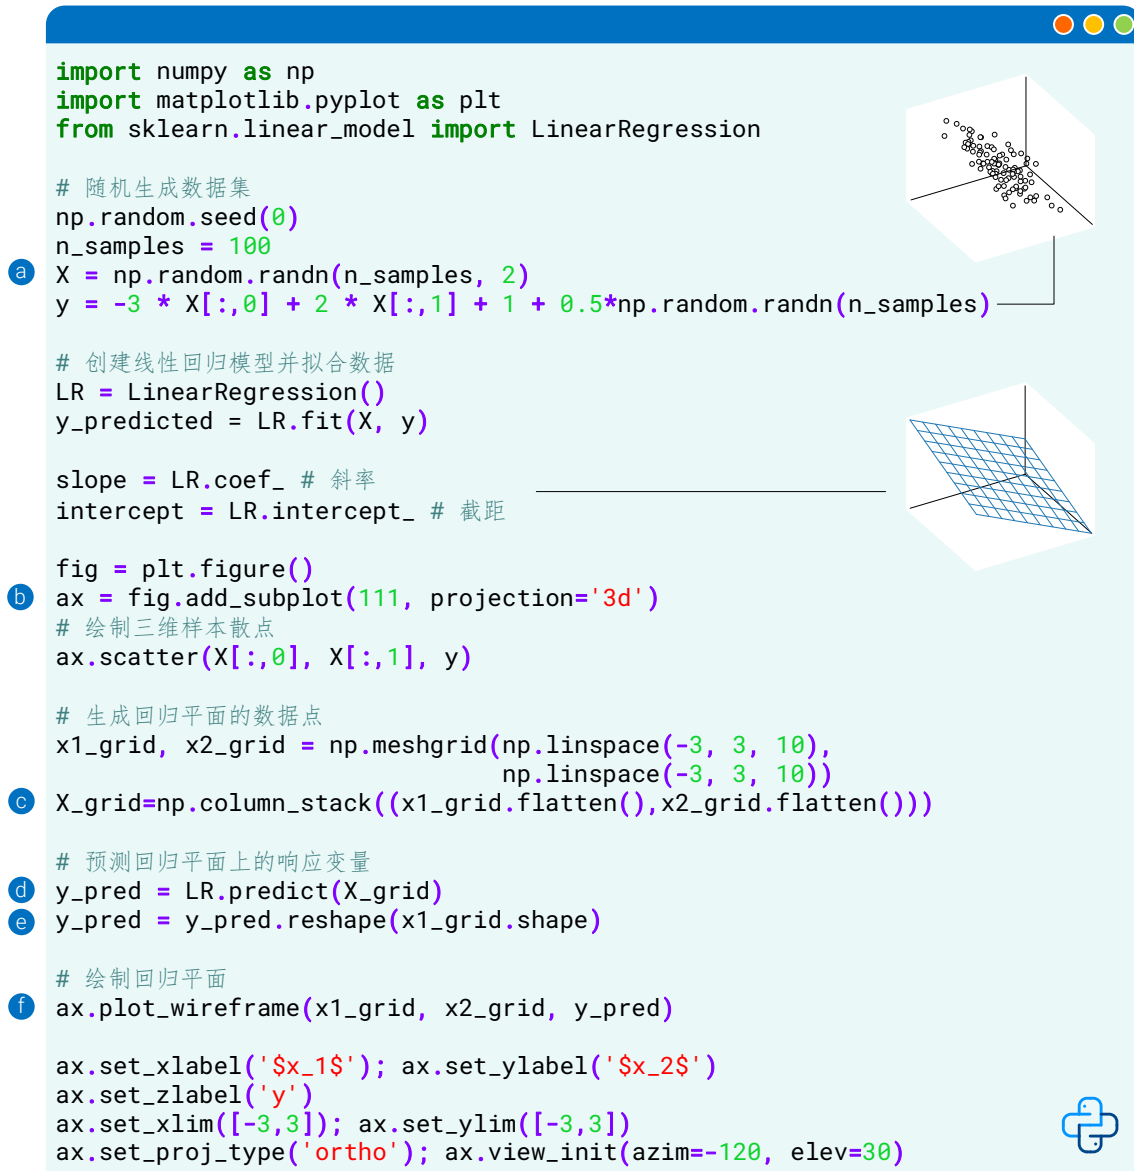 import numpy as np
import matplotlib.pyplot as plt
from sklearn.linear_model import LinearRegression
# 随机生成数据集
np.random.seed(0)
n_samples = 100
a X = np.random.randn(n_samples, 2)
y = -3 * X[:,0] + 2 * X[:,1] + 1 + 0.5*np.random.randn(n_samples)
# 创建线性回归模型并拟合数据
LR = LinearRegression()
y_predicted = LR.fit(X, y)
slope = LR.coef_ # 斜率
intercept = LR.intercept_ # 截距
fig = plt.figure()
b ax = fig.add_subplot(111, projection='3d')
# 绘制三维样本散点
ax.scatter(X[:,0], X[:,1], y)
# 生成回归平面的数据点
x1_grid, x2_grid = np.meshgrid(np.linspace(-3, 3, 10),
np.linspace(-3, 3, 10))
c X_grid=np.column_stack((x1_grid.flatten(),x2_grid.flatten()))
# 预测回归平面上的响应变量
d y_pred = LR.predict(X_grid)
e y_pred = y_pred.reshape(x1_grid.shape)
# 绘制回归平面
f ax.plot_wireframe(x1_grid, x2_grid, y_pred)
ax.set_xlabel('$x_1$'); ax.set_ylabel('$x_2$')
ax.set_zlabel('y')
ax.set_xlim([-3,3]); ax.set_ylim([-3,3])
ax.set_proj_type('ortho'); ax.view_init(azim=-120, elev=30)